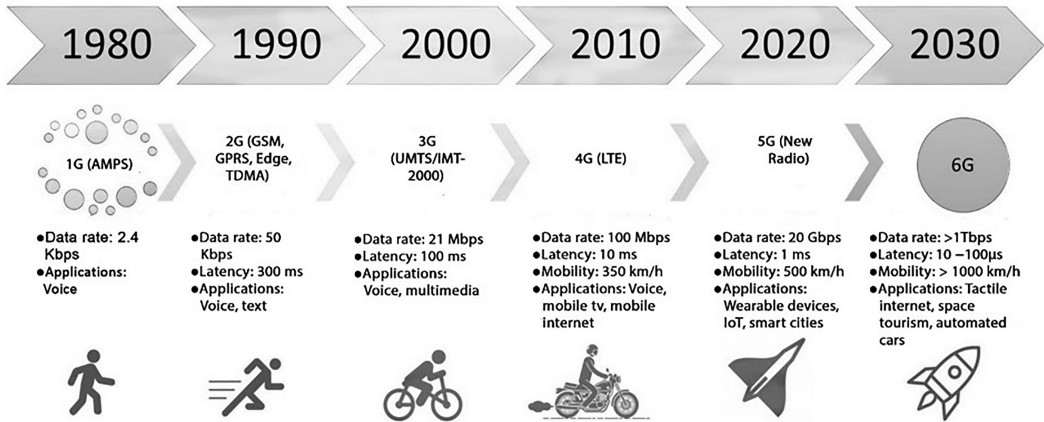 1980
1990
2000
2010
2020
2030
1G (AMPS)
2G (GSM,
GPRS, Edge,
TDMA)
3G
(UMTS/IMT-
2000)
4G (LTE)
5G (New
Radio)
6G
●Data rate: 2.4
Kbps
●Applications:
Voice
●Data rate: 50
Kbps
●Latency: 300 ms
●Applications:
Voice, text
●Data rate: 21 Mbps
●Latency: 100 ms
●Applications:
Voice, multimedia
●Data rate: 100 Mbps
●Latency: 10 ms
●Mobility: 350 km/h
●Applications: Voice,
mobile tv, mobile
internet
●Data rate: 20 Gbps
●Latency: 1 ms
●Mobility: 500 km/h
●Applications:
Wearable devices,
IoT, smart cities
●Data rate: >1Tbps
●Latency: 10 −100μs
●Mobility: > 1000 km/h
●Applications: Tactile
internet, space
tourism, automated
cars